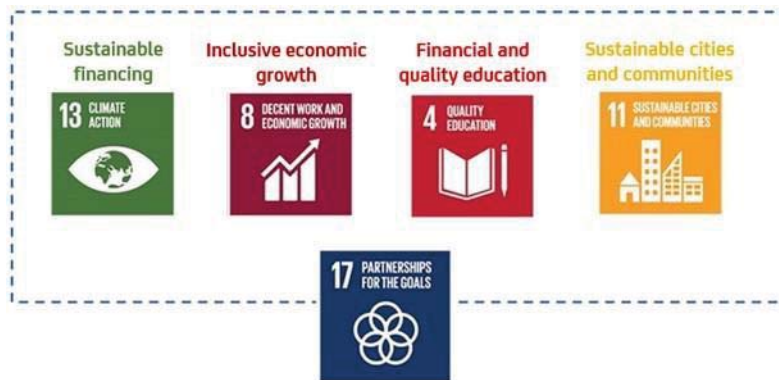 Sustainable
financing
13 CLIMATE
ACTION
Inclusive economic
growth
8 DECENT WORK AND
ECONOMIC GROWTH
Financial and
quality education
4 QUALITY
EDUCATION
Sustainable cities
and communities
11 SUSTAINABLE CITIES
AND COMMUNITIES
17 PARTNERSHIPS
FOR THE GOALS